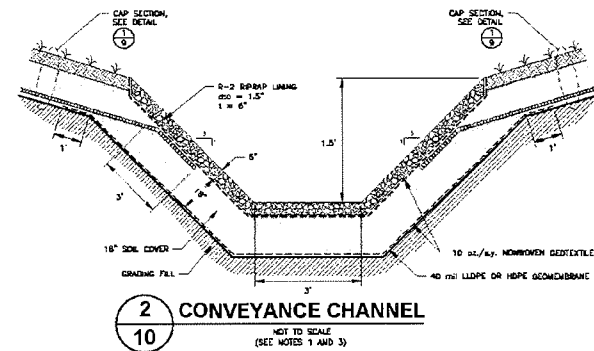 CAP SECTION,
SEE DETAIL
1
9
CAP SECTION,
SEE DETAIL
1
9
R-2 RIPRAP LINING
d50 = 1.5"
t = 6"
3
1
3
1
1.5'
6"
18"
1'
1'
3'
18" SOIL COVER
GRADING FILL
3'
10 oz./s.y. NONWOVEN GEOTEXTILE
40 mil LLDPE OR HDPE GEOMEMBRANE
2
10
CONVEYANCE CHANNEL
NOT TO SCALE
(SEE NOTES 1 AND 3)